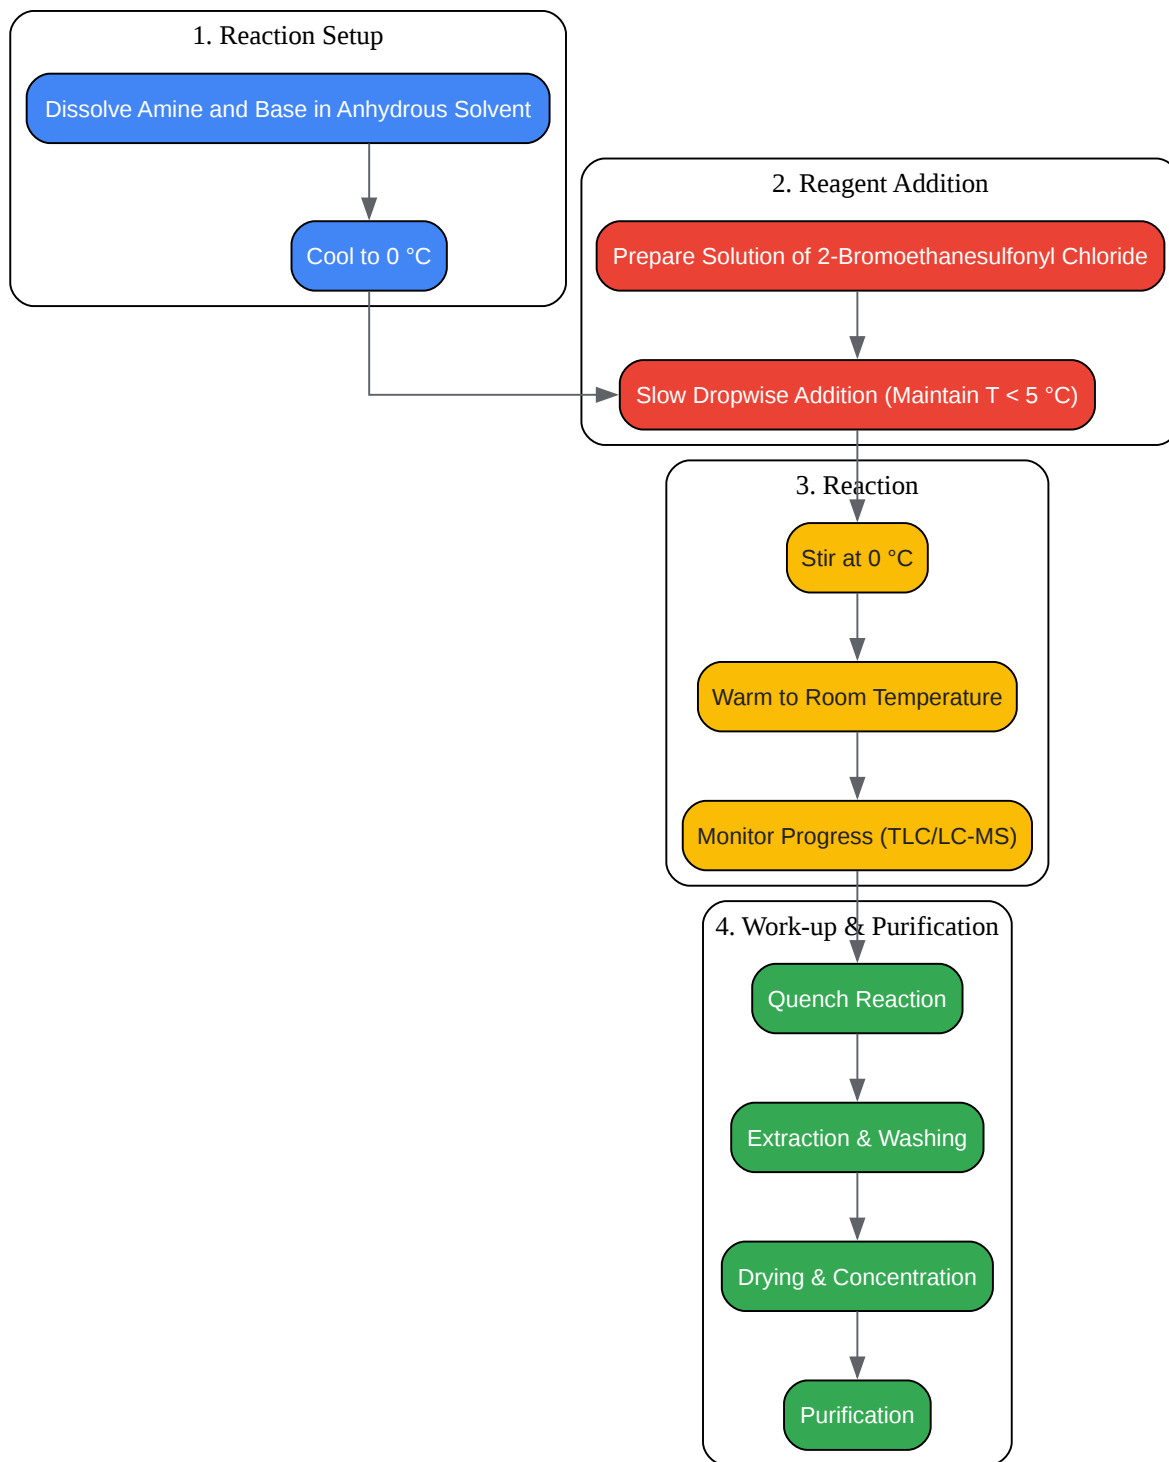 1. Reaction Setup
Dissolve Amine and Base in Anhydrous Solvent
Cool to 0 °C
2. Reagent Addition
Prepare Solution of 2-Bromoethanesulfonyl Chloride
Slow Dropwise Addition (Maintain T < 5 °C)
3. Reaction
Stir at 0 °C
Warm to Room Temperature
Monitor Progress (TLC/LC-MS)
4. Work-up & Purification
Quench Reaction
Extraction & Washing
Drying & Concentration
Purification